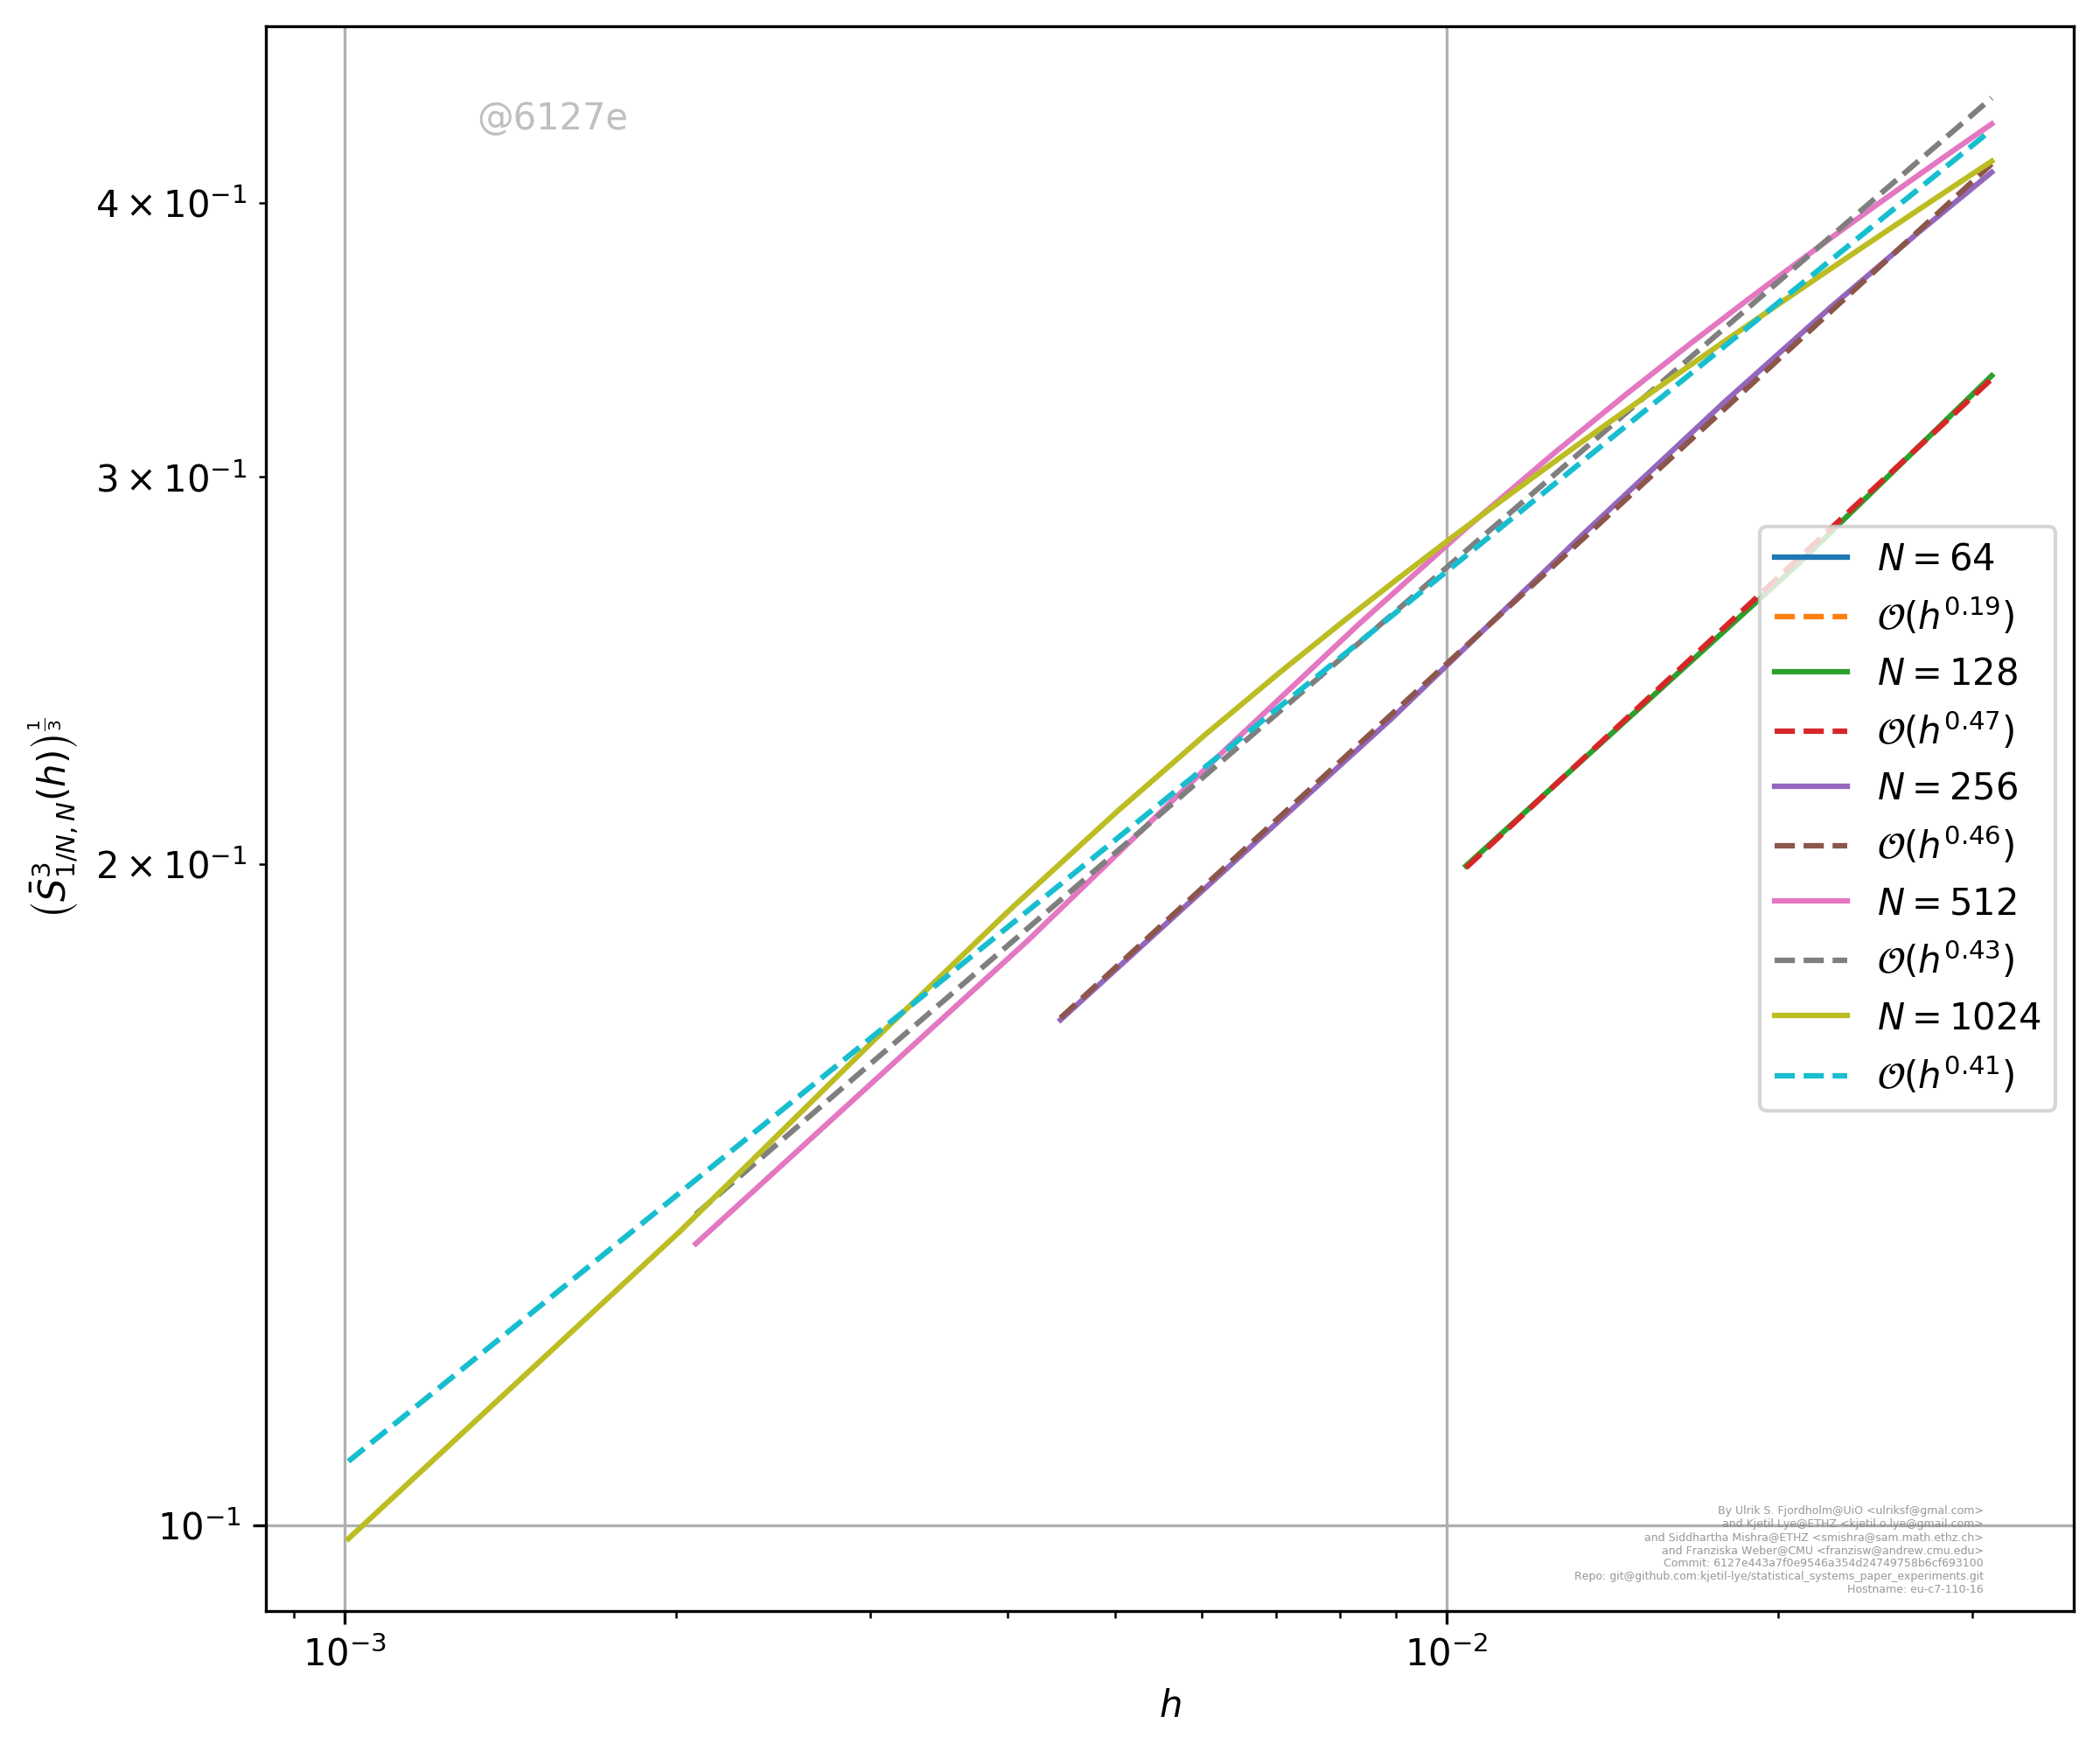 @6127e
4 × 10⁻¹
3 × 10⁻¹
2 × 10⁻¹
10⁻¹
(S̄³₁/N, N(h))^(1/3)
N = 64
𝒪(h^0.19)
N = 128
𝒪(h^0.47)
N = 256
𝒪(h^0.46)
N = 512
𝒪(h^0.43)
N = 1024
𝒪(h^0.41)
By Ulrik S. Fjordholm@UiO <ulriksf@gmal.com>
and Kjetil Lye@ETHZ <kjetil.o.lye@gmail.com>
and Siddhartha Mishra@ETHZ <smishra@sam.math.ethz.ch>
and Franziska Weber@CMU <franzisw@andrew.cmu.edu>
Commit: 6127e443a7f0e9546a354d24749758b6cf693100
Repo: git@github.com:kjetil-lye/statistical_systems_paper_experiments.git
Hostname: eu-c7-110-16
10⁻³
10⁻²
h